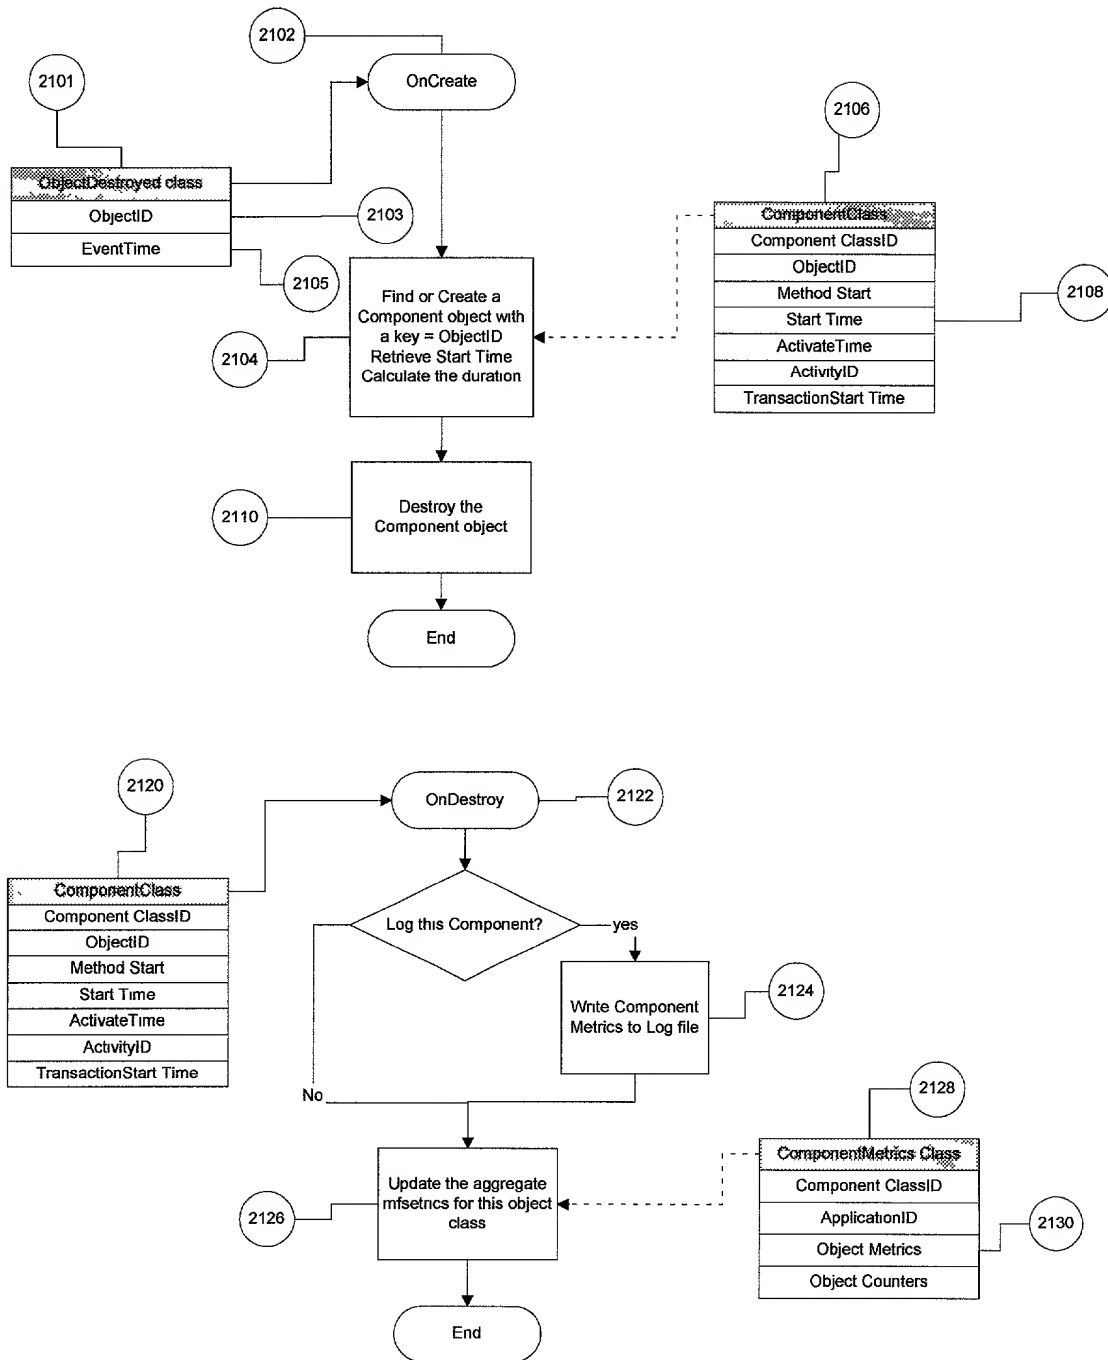 2102
OnCreate
2101
2106
ObjectDestroyed class
ObjectID
EventTime
2103
2105
ComponentClass
Component ClassID
ObjectID
Method Start
Start Time
ActivateTime
ActivityID
TransactionStart Time
2108
Find or Create a
Component object with
a key = ObjectID
Retrieve Start Time
Calculate the duration
2104
Destroy the
Component object
2110
End
2120
OnDestroy
2122
ComponentClass
Component ClassID
ObjectID
Method Start
Start Time
ActivateTime
ActivityID
TransactionStart Time
Log this Component?
yes
No
Write Component
Metrics to Log file
2124
2128
Update the aggregate
mfsetrics for this object
class
2126
ComponentMetrics Class
Component ClassID
ApplicationID
Object Metrics
Object Counters
2130
End